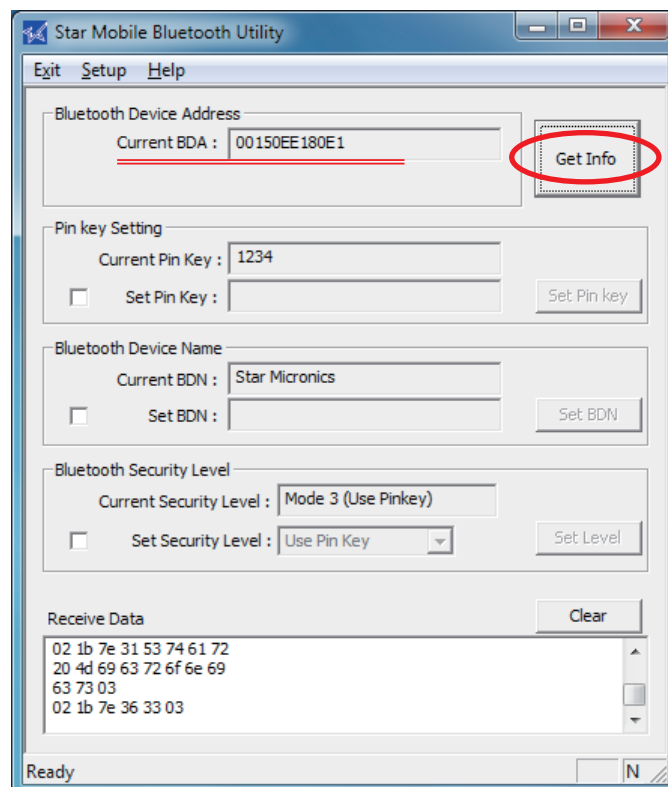 Star Mobile Bluetooth Utility
Exit Setup Help
Bluetooth Device Address
Current BDA : 00150EE180E1
Get Info
Pin key Setting
Current Pin Key : 1234
Set Pin Key :
Set Pin key
Bluetooth Device Name
Current BDN : Star Micronics
Set BDN :
Set BDN
Bluetooth Security Level
Current Security Level : Mode 3 (Use Pinkey)
Set Security Level : Use Pin Key
Set Level
Receive Data
Clear
02 1b 7e 31 53 74 61 72
20 4d 69 63 72 6f 6e 69
63 73 03
02 1b 7e 36 33 03
Ready N